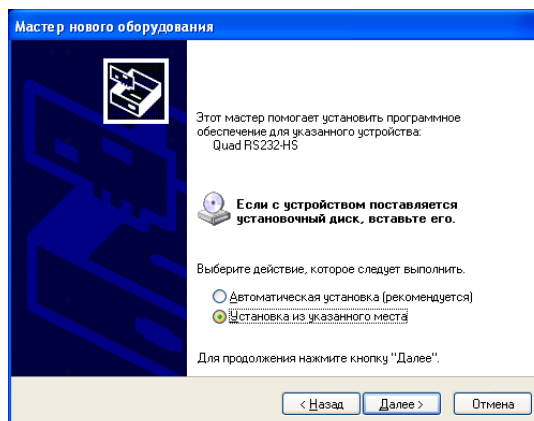 Мастер нового оборудования
Этот мастер помогает установить программное
обеспечение для указанного устройства:
Quad RS232-HS
Если с устройством поставляется
установочный диск, вставьте его.
Выберите действие, которое следует выполнить.
Автоматическая установка (рекомендуется)
Установка из указанного места
Для продолжения нажмите кнопку "Далее".
< Назад
Далее >
Отмена